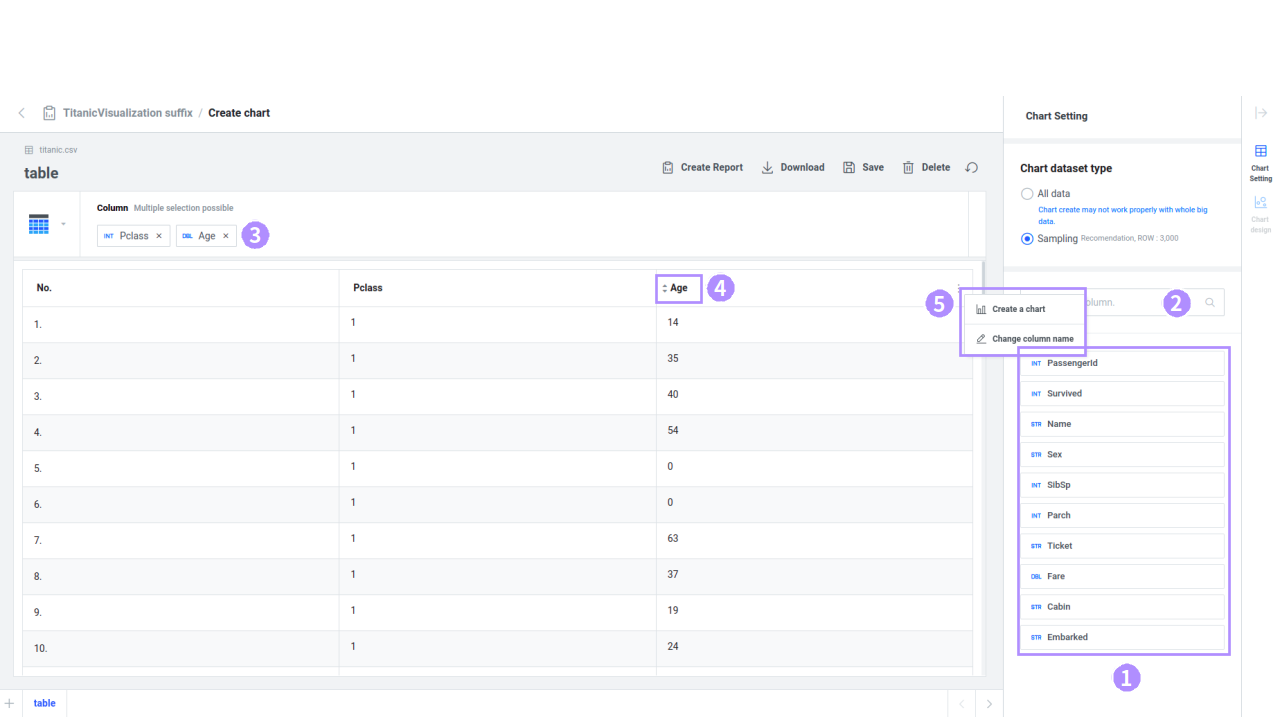 TitanicVisualization suffix / Create chart
titanic.csv
table
Create Report Download Save Delete
Column Multiple selection possible
INT Pclass × DBL Age × 3
No. Pclass Age 4
1. 1 14
2. 1 35
3. 1 40
4. 1 54
5. 1 0
6. 1 0
7. 1 63
8. 1 37
9. 1 19
10. 1 24
table
5
Create a chart
Change column name
Chart Setting
Chart dataset type
All data
Chart create may not work properly with whole big
data.
Sampling Recomendation, ROW : 3,000
olumn. 2
INT PassengerId
INT Survived
STR Name
STR Sex
INT SibSp
INT Parch
STR Ticket
DBL Fare
STR Cabin
STR Embarked
1
Chart
Setting
Chart
design